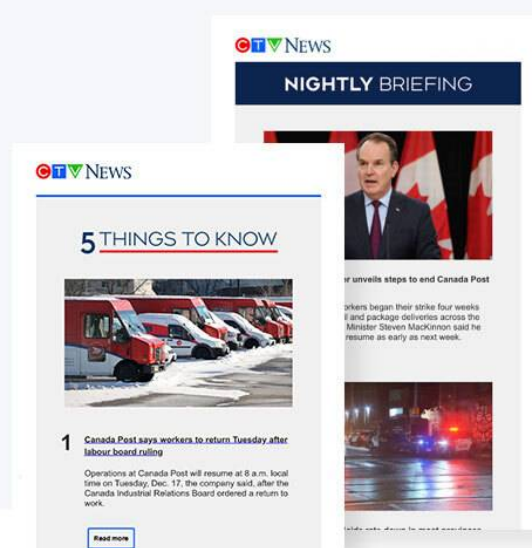 CTV NEWS
NIGHTLY BRIEFING
er unveils steps to end Canada Post
orkers began their strike four weeks
l and package deliveries across the
Minister Steven MacKinnon said he
resume as early as next week.
CTV NEWS
5 THINGS TO KNOW
1 Canada Post says workers to return Tuesday after
labour board ruling
Operations at Canada Post will resume at 8 a.m. local
time on Tuesday, Dec. 17, the company said, after the
Canada Industrial Relations Board ordered a return to
work.
Read more